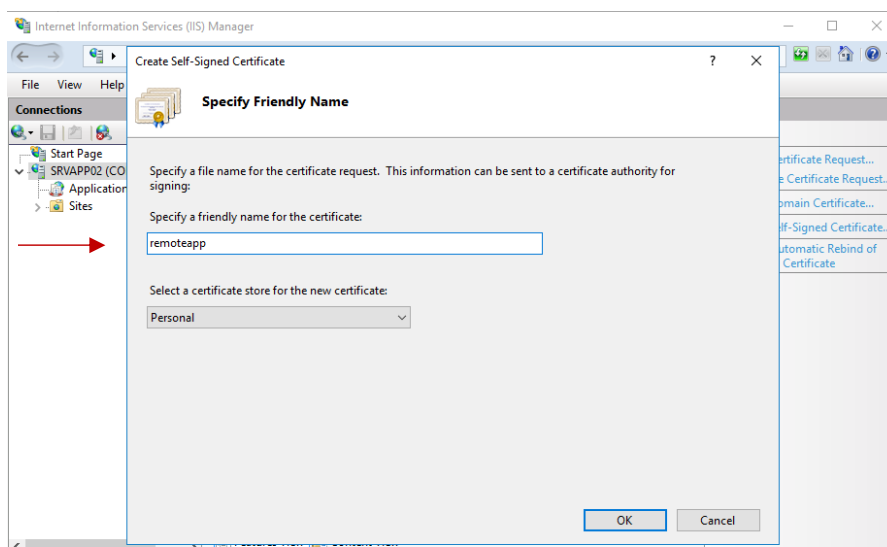 Internet Information Services (IIS) Manager
File View Help
Connections
Start Page
SRVAPP02 (CO
Application
Sites
Create Self-Signed Certificate
?
Specify Friendly Name
Specify a file name for the certificate request. This information can be sent to a certificate authority for
signing:
Specify a friendly name for the certificate:
remoteapp
Select a certificate store for the new certificate:
Personal
OK Cancel
ertificate Request...
e Certificate Request..
omain Certificate...
lf-Signed Certificate..
utomatic Rebind of
Certificate